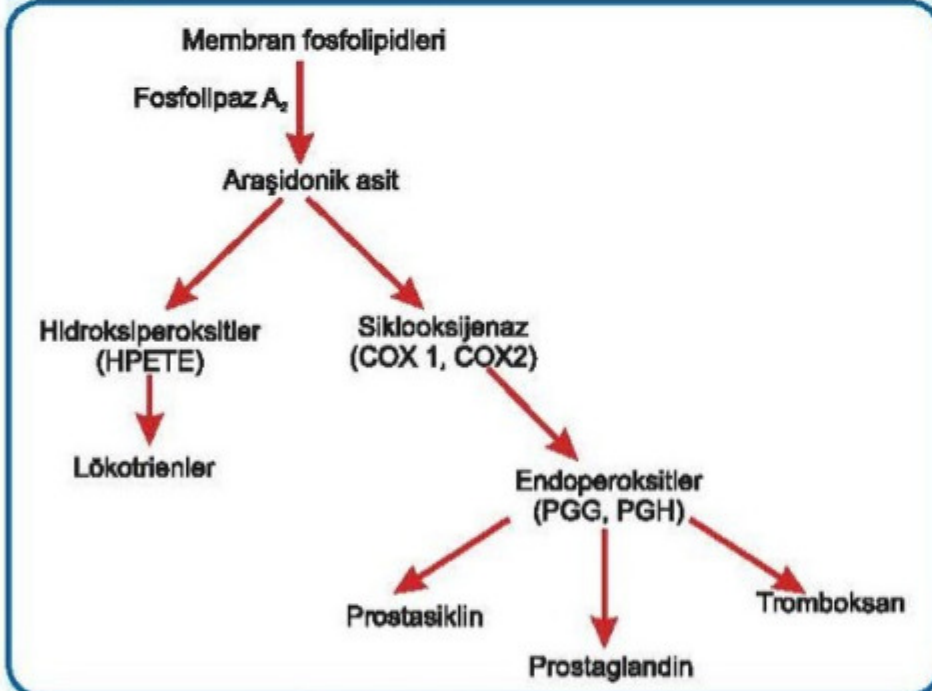 Membran fosfolipidleri
Fosfolipaz A₂
Araşidonik asit
Hidroksiperoksitler
(HPETE)
Siklooksijenaz
(COX 1, COX2)
Lökotrienler
Endoperoksitler
(PGG, PGH)
Prostasiklin
Tromboksan
Prostaglandin